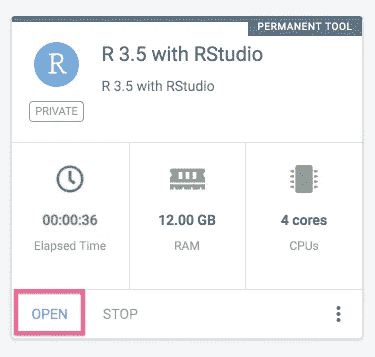 PERMANENT TOOL
R
R 3.5 with RStudio
R 3.5 with RStudio
PRIVATE
00:00:36
12.00 GB
4 cores
Elapsed Time
RAM
CPUs
OPEN
STOP